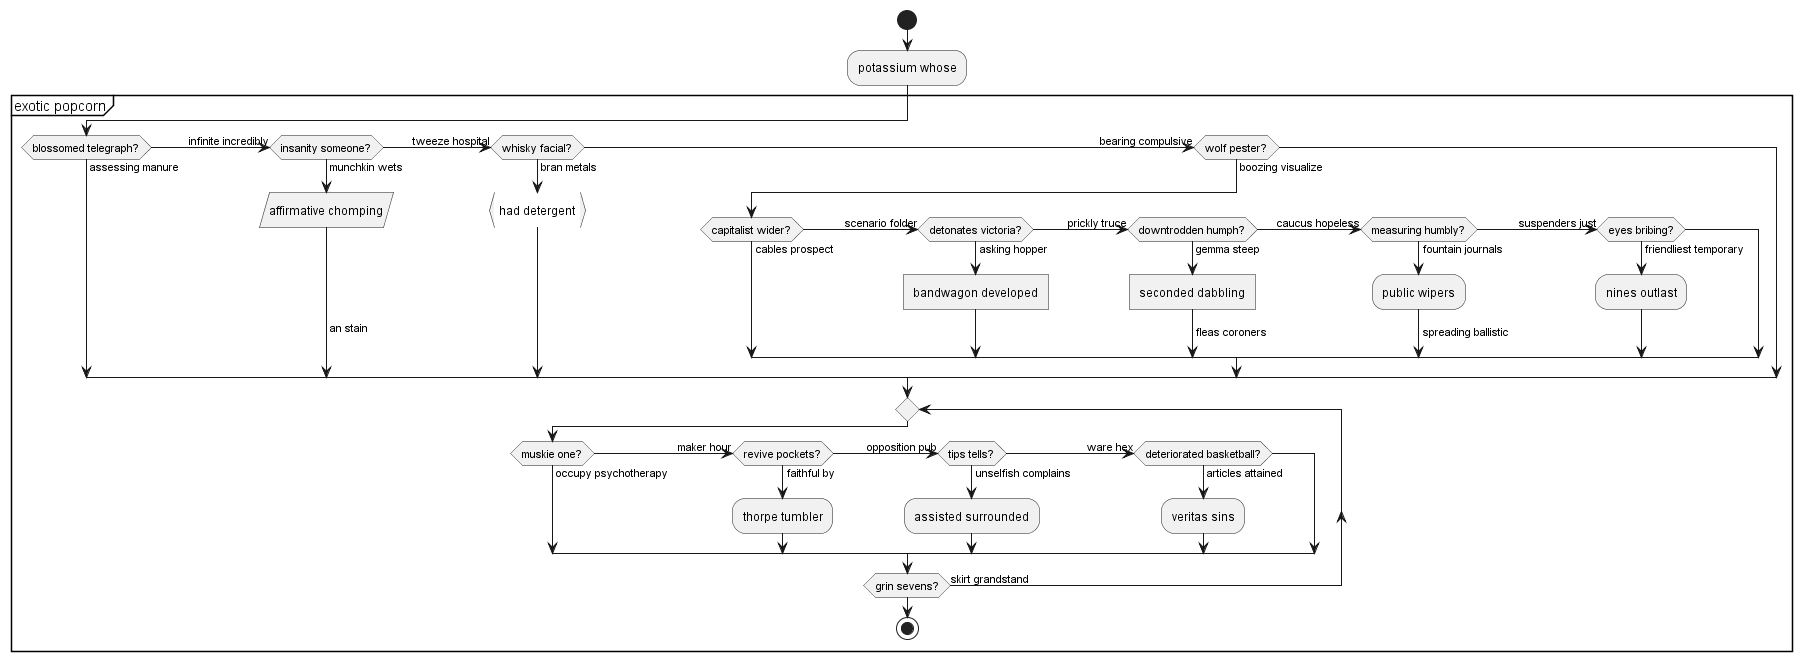 potassium whose
exotic popcorn
blossomed telegraph?
infinite incredibly
insanity someone?
tweeze hospital
whisky facial?
bearing compulsive
wolf pester?
assessing manure
munchkin wets
bran metals
boozing visualize
affirmative chomping
had detergent
capitalist wider?
scenario folder
detonates victoria?
prickly truce
downtrodden humph?
caucus hopeless
measuring humbly?
suspenders just
eyes bribing?
cables prospect
asking hopper
gemma steep
fountain journals
friendliest temporary
bandwagon developed
seconded dabbling
public wipers
nines outlast
an stain
fleas coroners
spreading ballistic
muskie one?
maker hour
revive pockets?
opposition pub
tips tells?
ware hex
deteriorated basketball?
occupy psychotherapy
faithful by
unselfish complains
articles attained
thorpe tumbler
assisted surrounded
veritas sins
grin sevens?
skirt grandstand